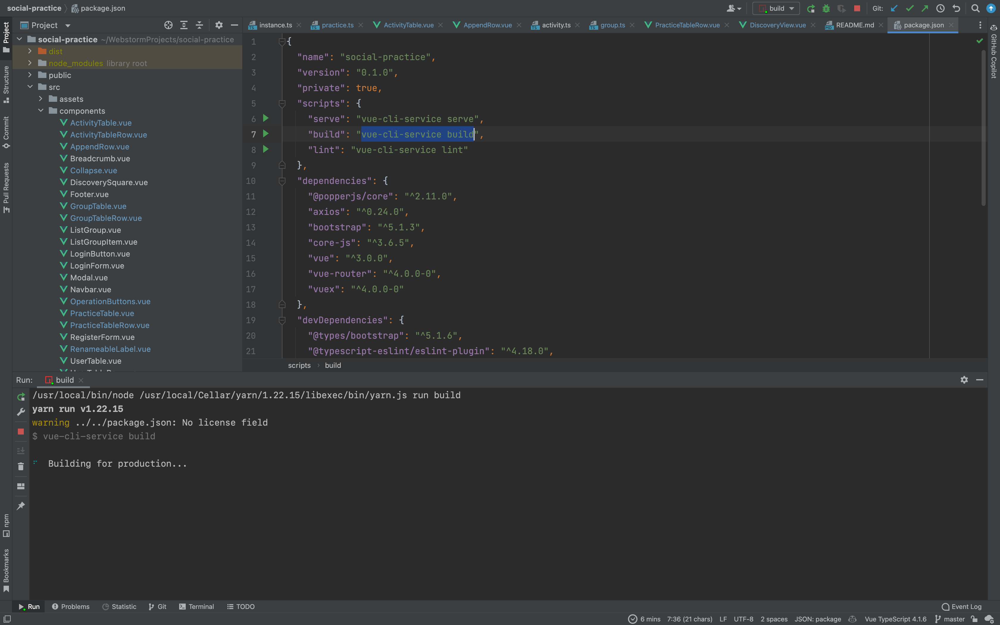 social-practice
package.json
build
Git:
Project
instance.ts
practice.ts
ActivityTable.vue
AppendRow.vue
activity.ts
group.ts
PracticeTableRow.vue
DiscoveryView.vue
README.md
package.json
Project
Structure
Commit
Pull Requests
npm
Bookmarks
GitHub Copilot
social-practice ~/WebstormProjects/social-practice
dist
node_modules library root
public
src
assets
components
ActivityTable.vue
ActivityTableRow.vue
AppendRow.vue
Breadcrumb.vue
Collapse.vue
DiscoverySquare.vue
Footer.vue
GroupTable.vue
GroupTableRow.vue
ListGroup.vue
ListGroupItem.vue
LoginButton.vue
LoginForm.vue
Modal.vue
Navbar.vue
OperationButtons.vue
PracticeTable.vue
PracticeTableRow.vue
RegisterForm.vue
RenameableLabel.vue
UserTable.vue
1 {
2 "name": "social-practice",
3 "version": "0.1.0",
4 "private": true,
5 "scripts": {
6 "serve": "vue-cli-service serve",
7 "build": "vue-cli-service build",
8 "lint": "vue-cli-service lint"
9 },
10 "dependencies": {
11 "@popperjs/core": "^2.11.0",
12 "axios": "^0.24.0",
13 "bootstrap": "^5.1.3",
14 "core-js": "^3.6.5",
15 "vue": "^3.0.0",
16 "vue-router": "^4.0.0-0",
17 "vuex": "^4.0.0-0"
18 },
19 "devDependencies": {
20 "@types/bootstrap": "^5.1.6",
21 "@typescript-eslint/eslint-plugin": "^4.18.0",
scripts › build
Run: build
/usr/local/bin/node /usr/local/Cellar/yarn/1.22.15/libexec/bin/yarn.js run build
yarn run v1.22.15
warning ../../package.json: No license field
$ vue-cli-service build
Building for production...
Run Problems Statistic Git Terminal TODO
Event Log
6 mins 7:36 (21 chars) LF UTF-8 2 spaces JSON: package Vue TypeScript 4.1.6 master